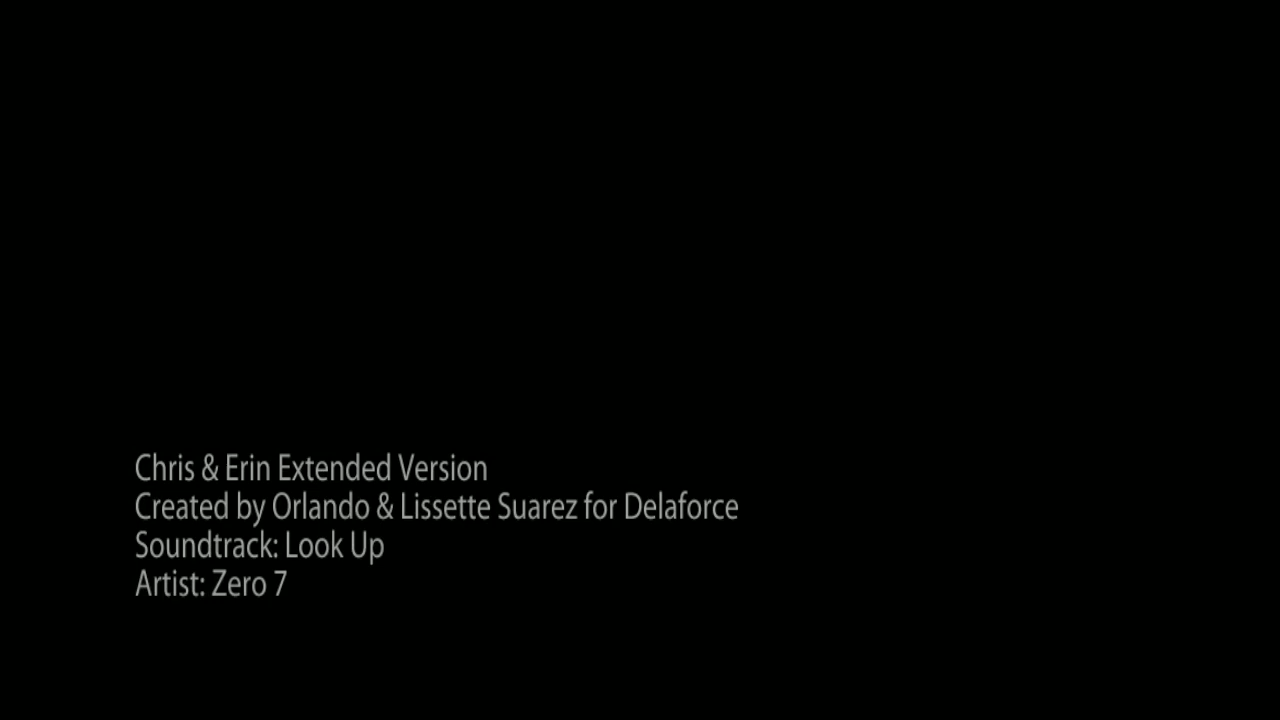 Chris & Erin Extended Version
Created by Orlando & Lissette Suarez for Delaforce
Soundtrack: Look Up
Artist: Zero 7